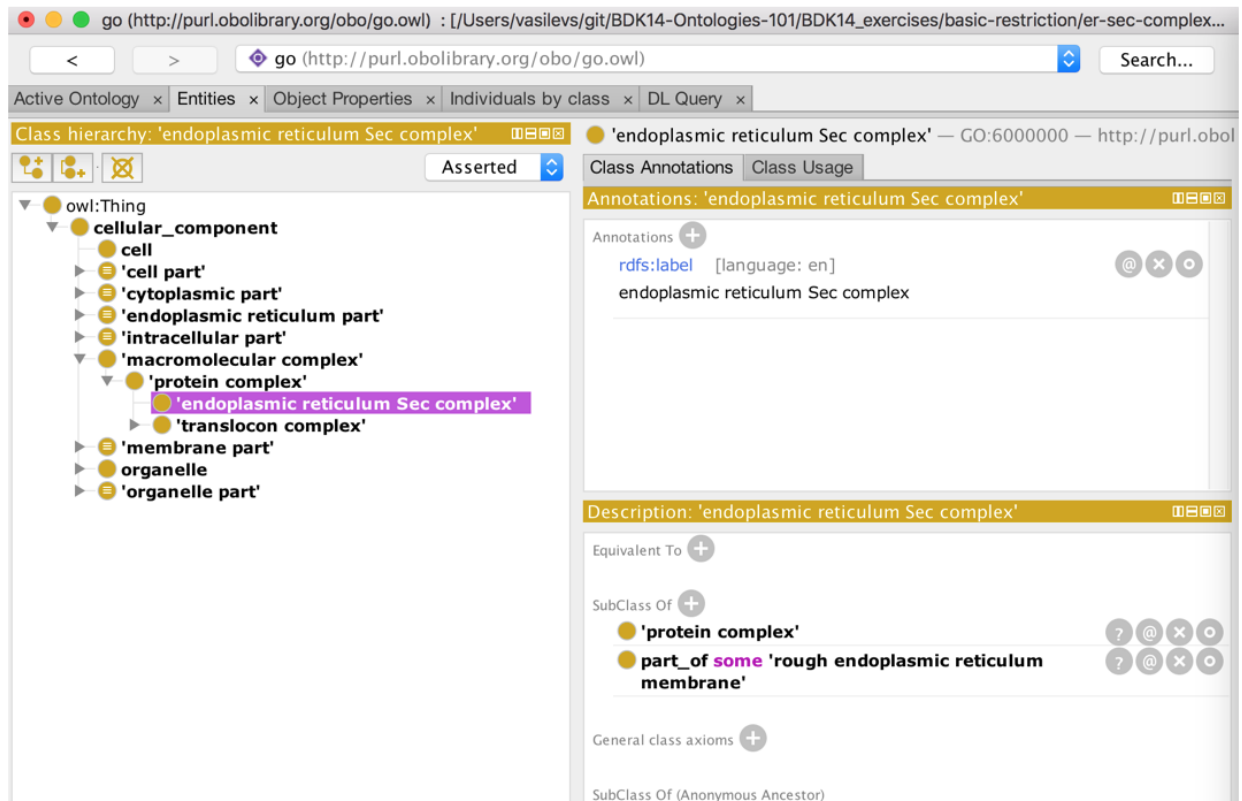 go (http://purl.obolibrary.org/obo/go.owl) : [/Users/vasilevs/git/BDK14-Ontologies-101/BDK14_exercises/basic-restriction/er-sec-complex...
< > go (http://purl.obolibrary.org/obo/go.owl) Search...
Active Ontology × Entities × Object Properties × Individuals by class × DL Query ×
Class hierarchy: 'endoplasmic reticulum Sec complex'
Asserted
owl:Thing
cellular_component
cell
'cell part'
'cytoplasmic part'
'endoplasmic reticulum part'
'intracellular part'
'macromolecular complex'
'protein complex'
'endoplasmic reticulum Sec complex'
'translocon complex'
'membrane part'
organelle
'organelle part'
'endoplasmic reticulum Sec complex' — GO:6000000 — http://purl.obol
Class Annotations Class Usage
Annotations: 'endoplasmic reticulum Sec complex'
Annotations +
rdfs:label [language: en] @ × o
endoplasmic reticulum Sec complex
Description: 'endoplasmic reticulum Sec complex'
Equivalent To +
SubClass Of +
'protein complex' ? @ × o
part_of some 'rough endoplasmic reticulum ? @ × o
membrane'
General class axioms +
SubClass Of (Anonymous Ancestor)